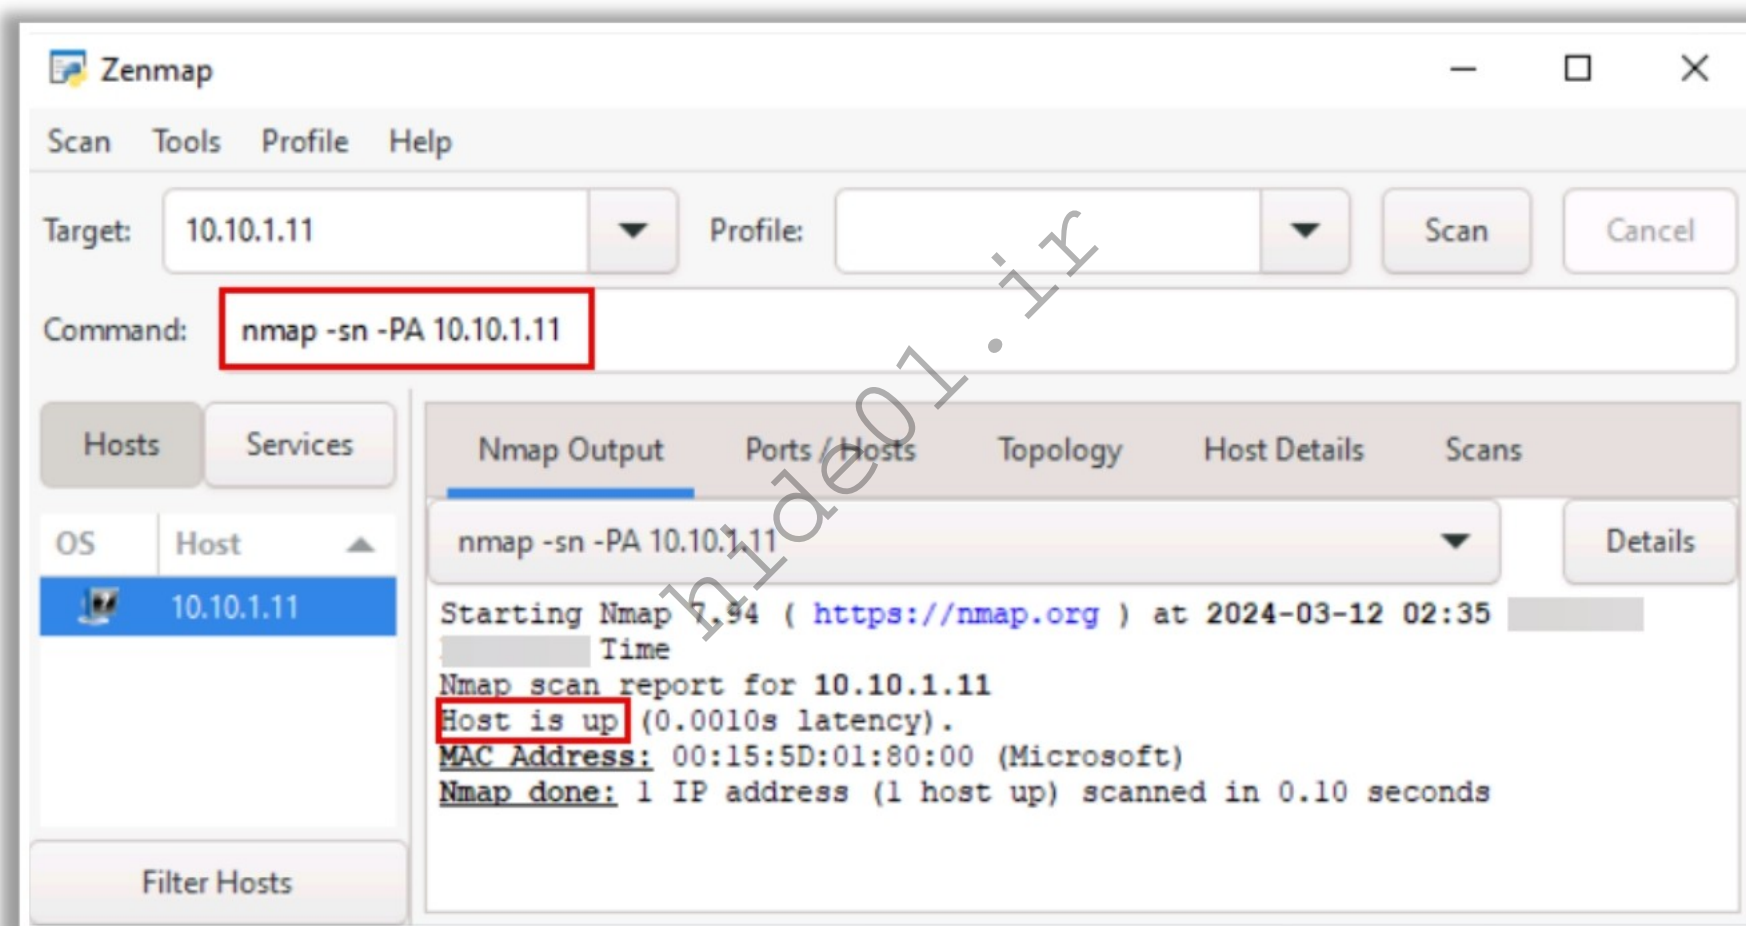 Zenmap
Scan Tools Profile Help
Target: 10.10.1.11 Profile: Scan Cancel
Command: nmap -sn -PA 10.10.1.11
Hosts Services
Nmap Output Ports / Hosts Topology Host Details Scans
OS Host
nmap -sn -PA 10.10.1.11 Details
10.10.1.11
Starting Nmap 7.94 ( https://nmap.org ) at 2024-03-12 02:35
Time
Nmap scan report for 10.10.1.11
Host is up (0.0010s latency).
MAC Address: 00:15:5D:01:80:00 (Microsoft)
Nmap done: 1 IP address (1 host up) scanned in 0.10 seconds
Filter Hosts
hide01.ir